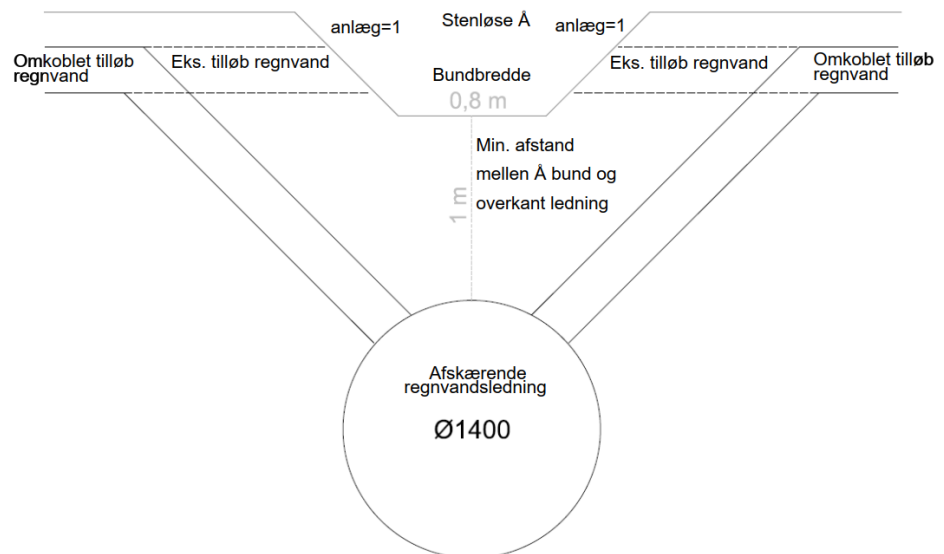 anlæg=1
Stenløse Å
anlæg=1
Omkoblet tilløb
regnvand
Eks. tilløb regnvand
Bundbredde
0,8 m
Eks. tilløb regnvand
Omkoblet tilløb
regnvand
Min. afstand
mellen Å bund og
overkant ledning
1 m
Afskærende
regnvandsledning
Ø1400